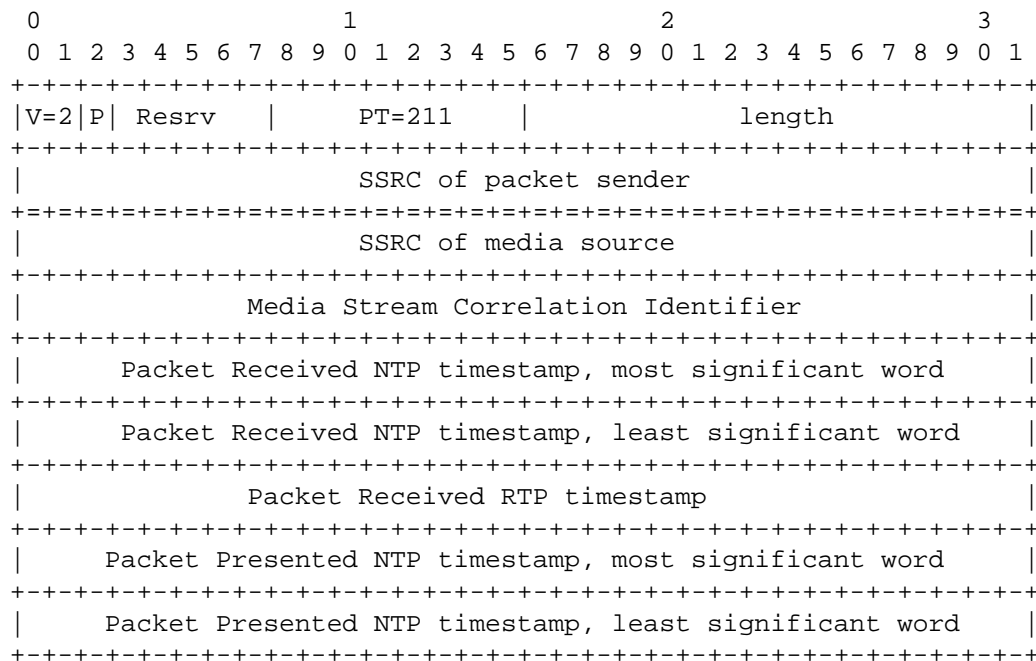 0                   1                   2                   3
 0 1 2 3 4 5 6 7 8 9 0 1 2 3 4 5 6 7 8 9 0 1 2 3 4 5 6 7 8 9 0 1
+-+-+-+-+-+-+-+-+-+-+-+-+-+-+-+-+-+-+-+-+-+-+-+-+-+-+-+-+-+-+-+-+
|V=2|P| Resrv   |     PT=211    |             length            |
+-+-+-+-+-+-+-+-+-+-+-+-+-+-+-+-+-+-+-+-+-+-+-+-+-+-+-+-+-+-+-+-+
|                     SSRC of packet sender                     |
+=+=+=+=+=+=+=+=+=+=+=+=+=+=+=+=+=+=+=+=+=+=+=+=+=+=+=+=+=+=+=+=+
|                     SSRC of media source                      |
+-+-+-+-+-+-+-+-+-+-+-+-+-+-+-+-+-+-+-+-+-+-+-+-+-+-+-+-+-+-+-+-+
|              Media Stream Correlation Identifier              |
+-+-+-+-+-+-+-+-+-+-+-+-+-+-+-+-+-+-+-+-+-+-+-+-+-+-+-+-+-+-+-+-+
|      Packet Received NTP timestamp, most significant word     |
+-+-+-+-+-+-+-+-+-+-+-+-+-+-+-+-+-+-+-+-+-+-+-+-+-+-+-+-+-+-+-+-+
|      Packet Received NTP timestamp, least significant word    |
+-+-+-+-+-+-+-+-+-+-+-+-+-+-+-+-+-+-+-+-+-+-+-+-+-+-+-+-+-+-+-+-+
|              Packet Received RTP timestamp                    |
+-+-+-+-+-+-+-+-+-+-+-+-+-+-+-+-+-+-+-+-+-+-+-+-+-+-+-+-+-+-+-+-+
|     Packet Presented NTP timestamp, most significant word     |
+-+-+-+-+-+-+-+-+-+-+-+-+-+-+-+-+-+-+-+-+-+-+-+-+-+-+-+-+-+-+-+-+
|     Packet Presented NTP timestamp, least significant word    |
+-+-+-+-+-+-+-+-+-+-+-+-+-+-+-+-+-+-+-+-+-+-+-+-+-+-+-+-+-+-+-+-+